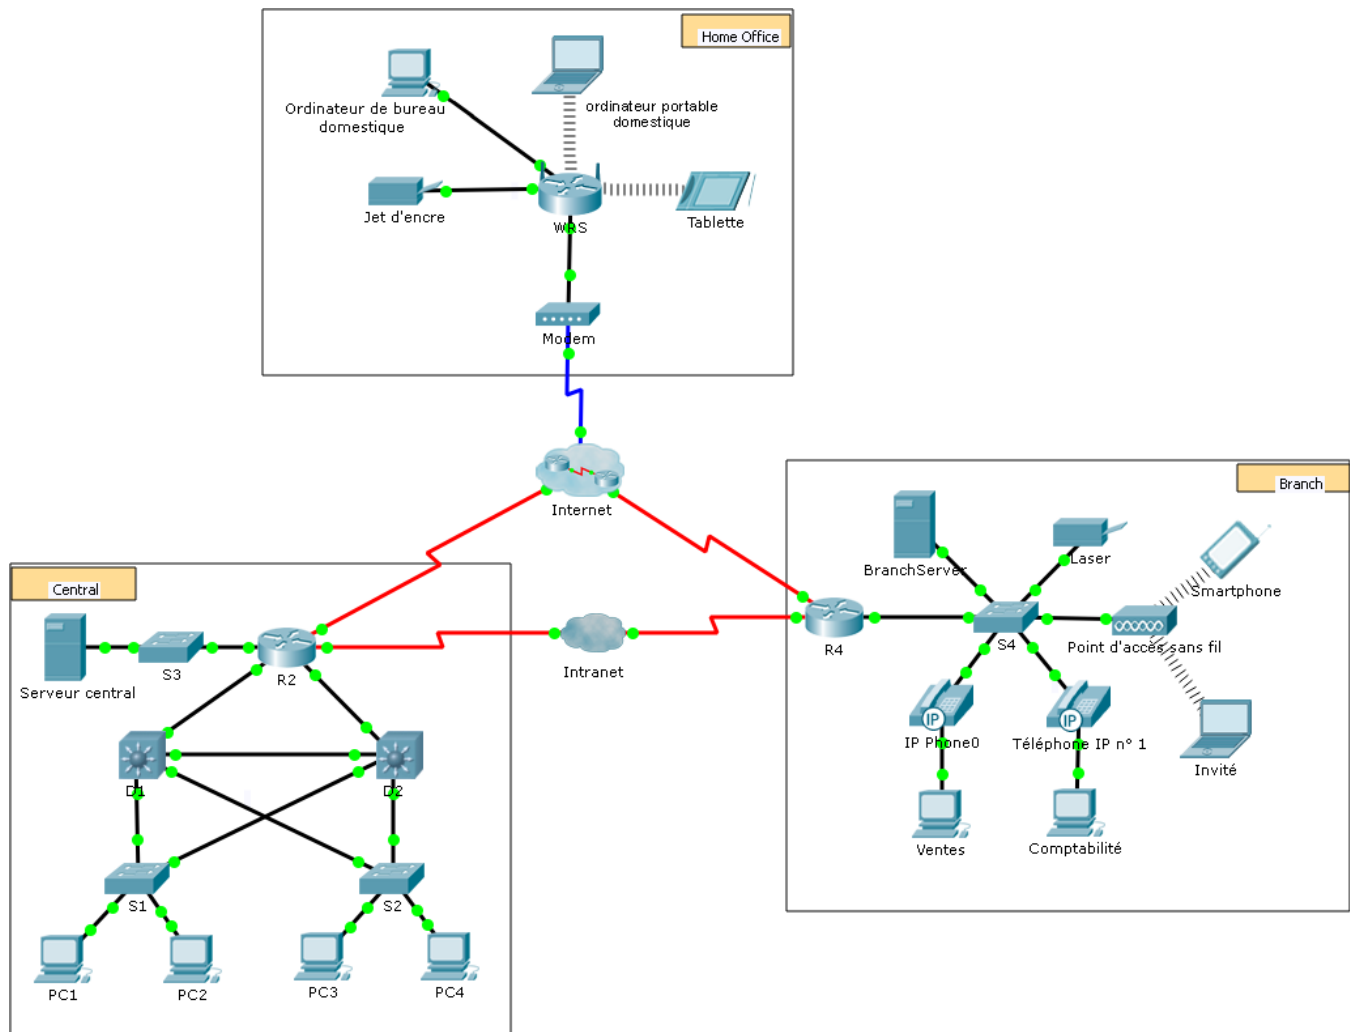 Home Office
Ordinateur de bureau
domestique
ordinateur portable
domestique
Jet d'encre
WRS
Tablette
Modem
Internet
Branch
BranchServer
Laser
Smartphone
Central
Serveur central
S3
R2
Intranet
R4
S4
Point d'accès sans fil
IP
IP
IP Phone0
Téléphone IP n° 1
Invité
D1
D2
Ventes
Comptabilité
S1
S2
PC1
PC2
PC3
PC4